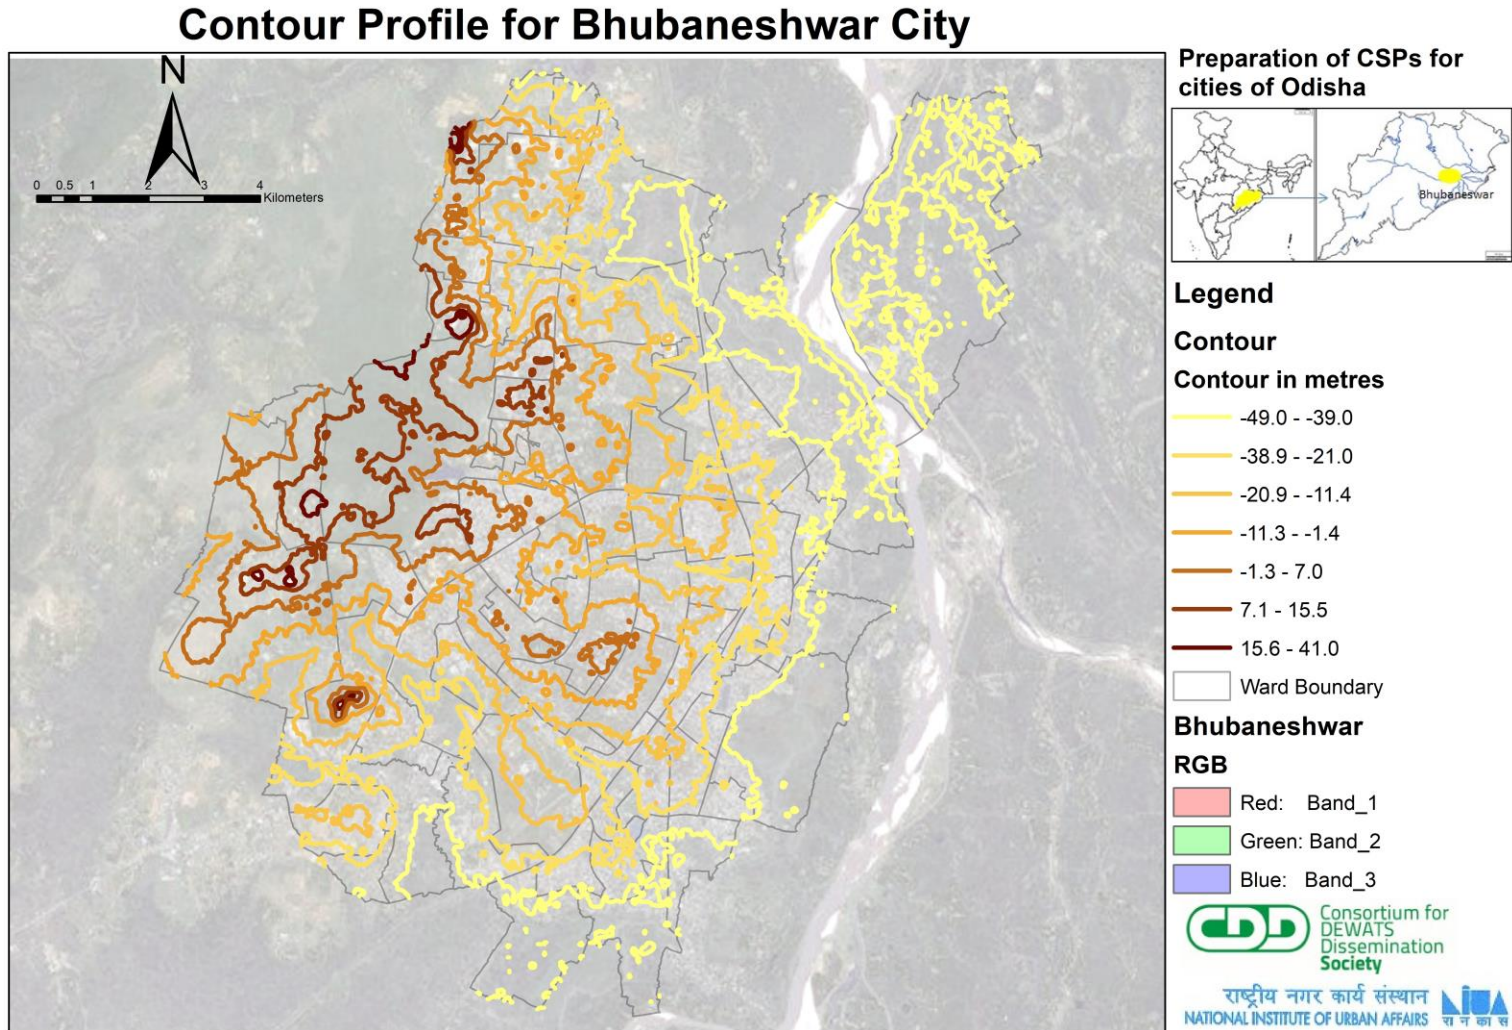 Contour Profile for Bhubaneshwar City
N
0 0.5 1 2 3 4
Kilometers
Preparation of CSPs for
cities of Odisha
Bhubaneswar
Legend
Contour
Contour in metres
-49.0 - -39.0
-38.9 - -21.0
-20.9 - -11.4
-11.3 - -1.4
-1.3 - 7.0
7.1 - 15.5
15.6 - 41.0
Ward Boundary
Bhubaneshwar
RGB
Red: Band_1
Green: Band_2
Blue: Band_3
CDD
Consortium for
DEWATS
Dissemination
Society
राष्ट्रीय नगर कार्य संस्थान
NATIONAL INSTITUTE OF URBAN AFFAIRS
NIUA
रा न का सं